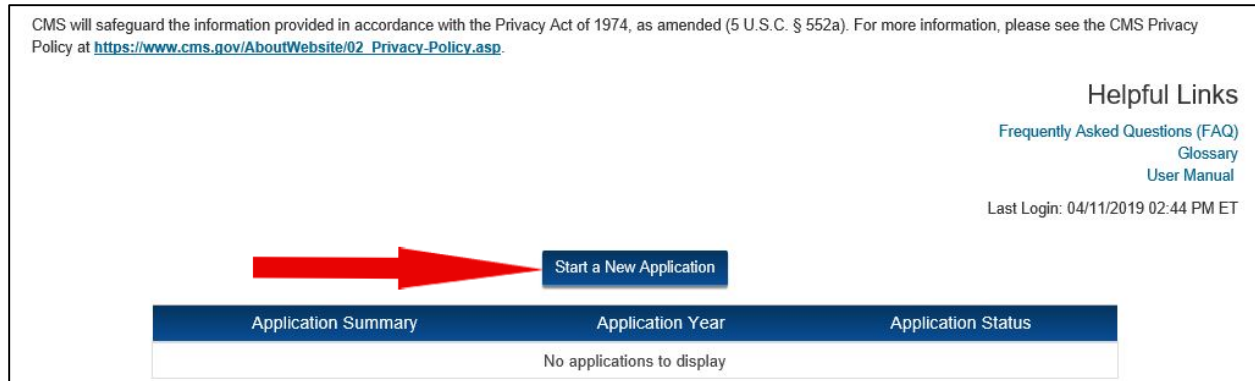 CMS will safeguard the information provided in accordance with the Privacy Act of 1974, as amended (5 U.S.C. § 552a). For more information, please see the CMS Privacy
Policy at https://www.cms.gov/AboutWebsite/02_Privacy-Policy.asp.
Helpful Links
Frequently Asked Questions (FAQ)
Glossary
User Manual
Last Login: 04/11/2019 02:44 PM ET
Start a New Application
Application Summary Application Year Application Status
No applications to display